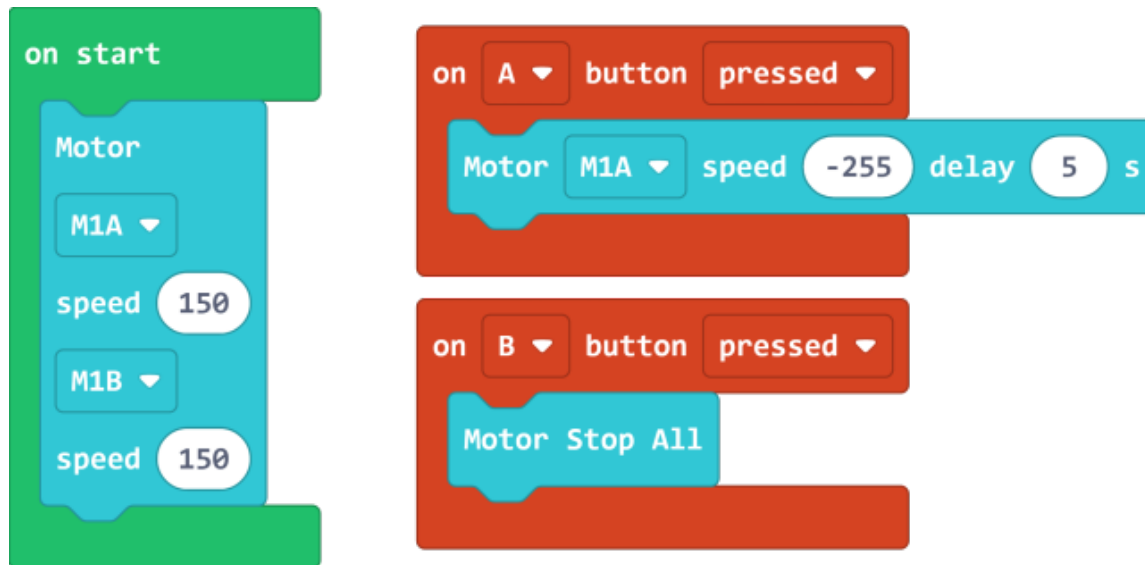 on start
Motor
M1A
speed 150
M1B
speed 150
on A button pressed
Motor M1A speed -255 delay 5 s
on B button pressed
Motor Stop All